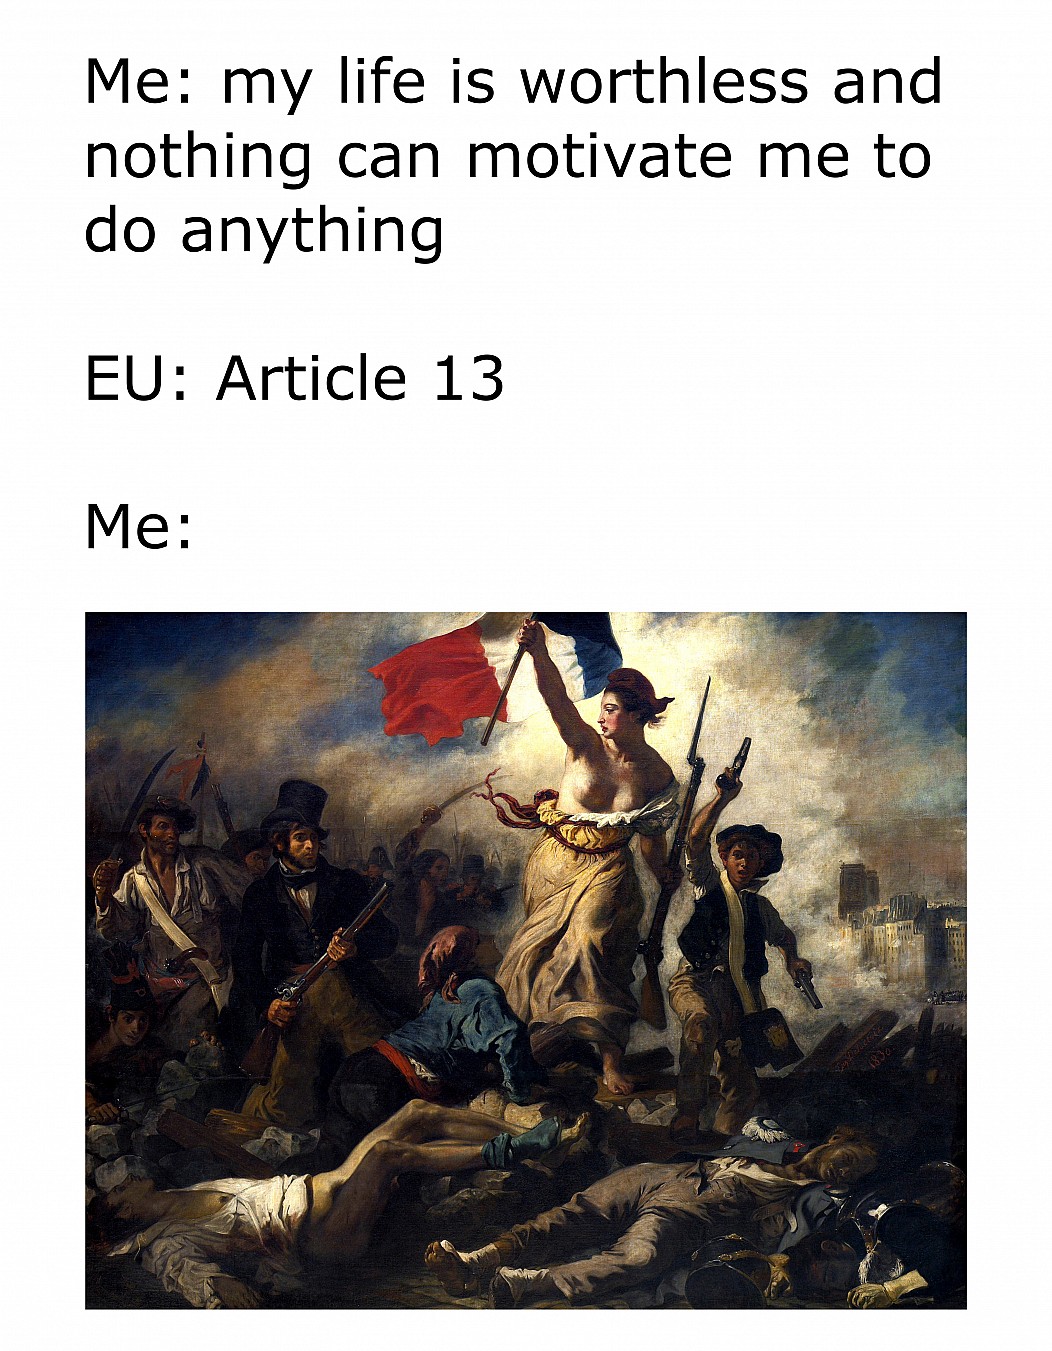 Me: my life is worthless and
nothing can motivate me to
do anything
EU: Article 13
Me: